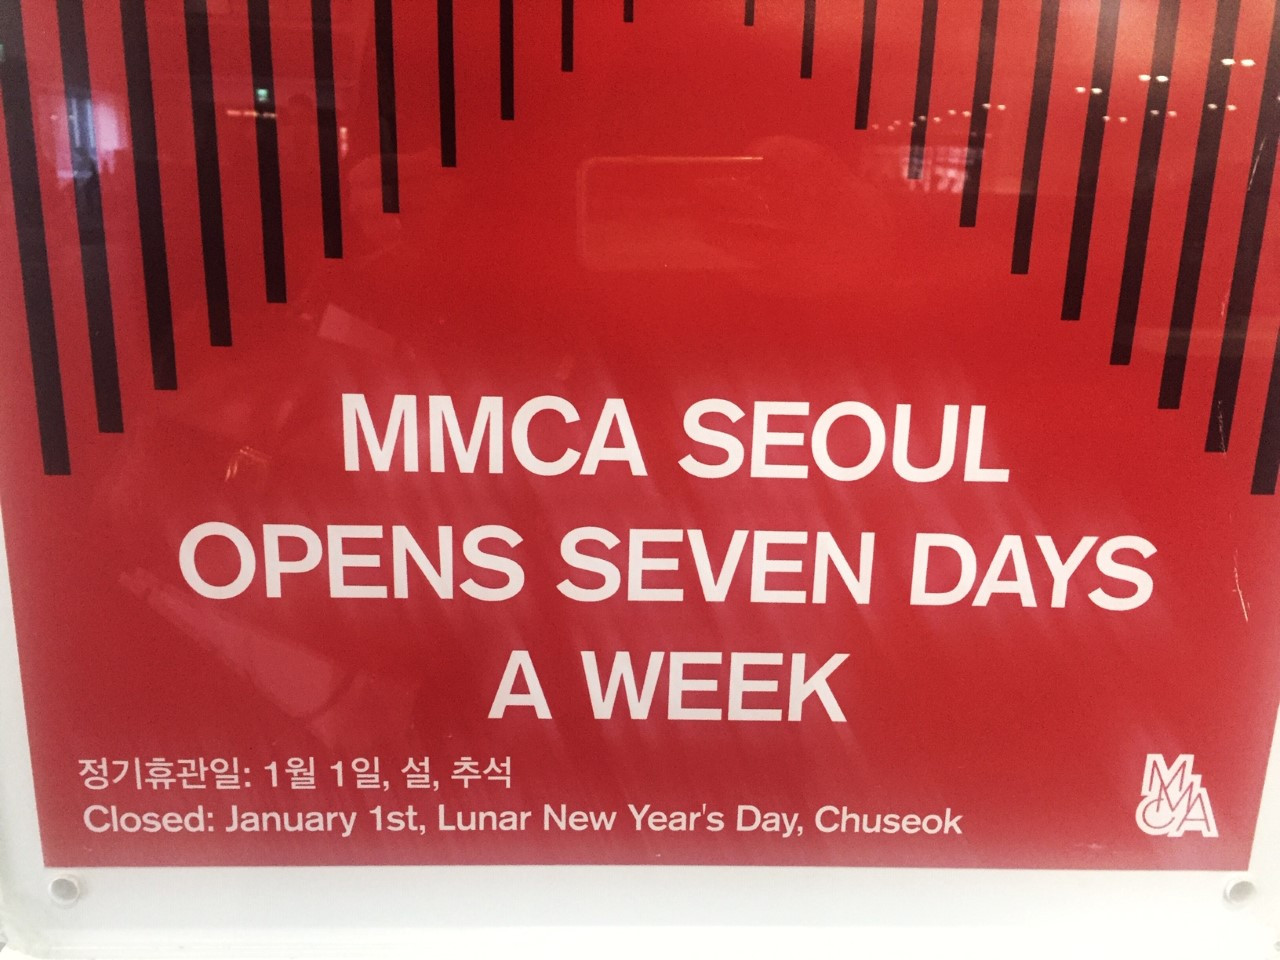 MMCA SEOUL
OPENS SEVEN DAYS
A WEEK
정기휴관일: 1월 1일, 설, 추석
Closed: January 1st, Lunar New Year's Day, Chuseok
MMCA